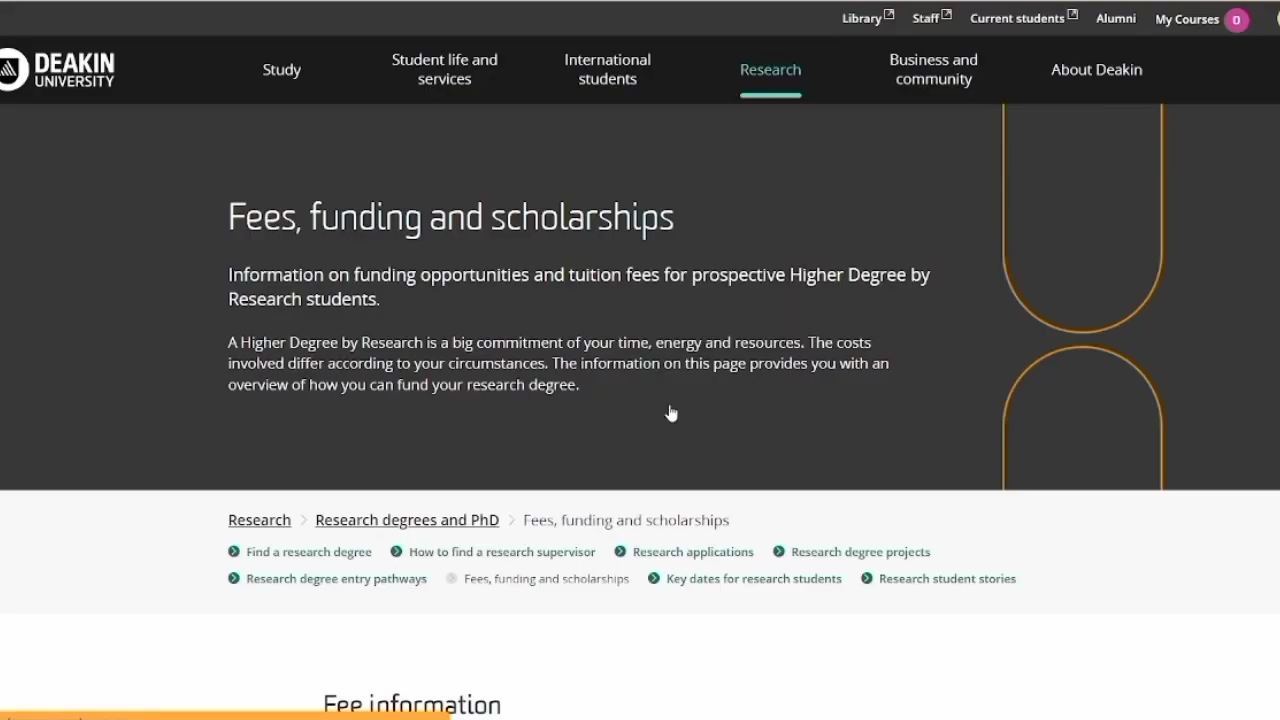 Library Staff Current students Alumni My Courses 0
DEAKIN
UNIVERSITY
Study
Student life and
services
International
students
Research
Business and
community
About Deakin
Fees, funding and scholarships
Information on funding opportunities and tuition fees for prospective Higher Degree by
Research students.
A Higher Degree by Research is a big commitment of your time, energy and resources. The costs
involved differ according to your circumstances. The information on this page provides you with an
overview of how you can fund your research degree.
Research Research degrees and PhD Fees, funding and scholarships
Find a research degree How to find a research supervisor Research applications Research degree projects
Research degree entry pathways Fees, funding and scholarships Key dates for research students Research student stories
Fee information